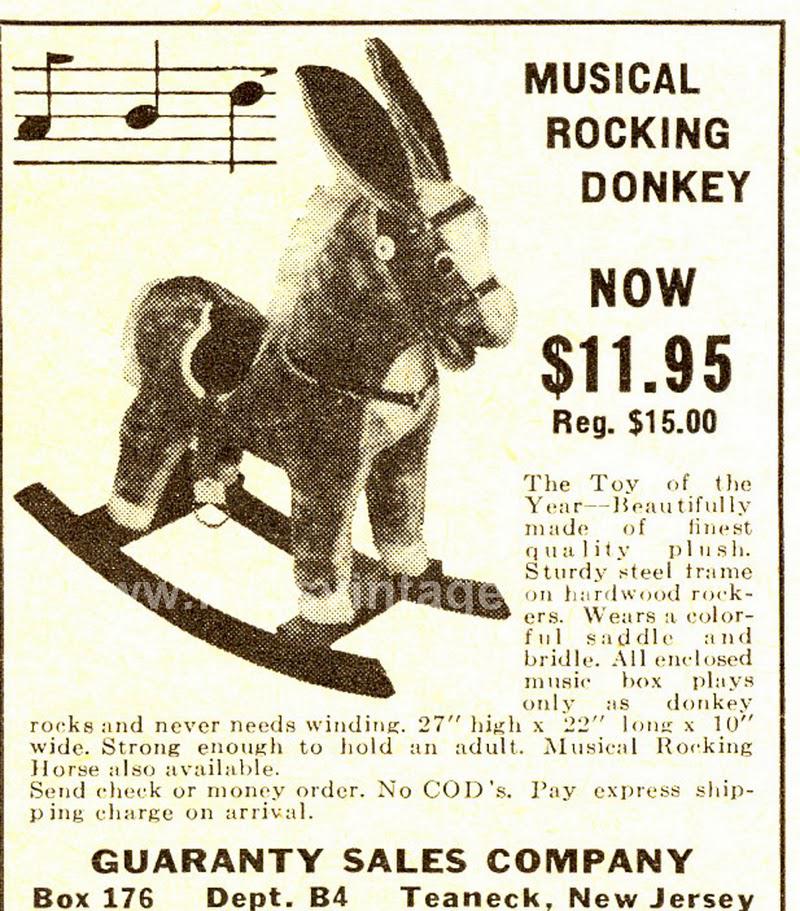 MUSICAL
ROCKING
DONKEY
NOW
$11.95
Reg. $15.00
The Toy of the
Year—Beautifully
made of finest
quality plush.
Sturdy steel frame
on hardwood rock-
ers. Wears a color-
ful saddle and
bridle. All enclosed
music box plays
only as donkey
rocks and never needs winding. 27″ high x 22″ long x 10″
wide. Strong enough to hold an adult. Musical Rocking
Horse also available.
Send check or money order. No COD's. Pay express ship-
ping charge on arrival.
GUARANTY SALES COMPANY
Box 176 Dept. B4 Teaneck, New Jersey